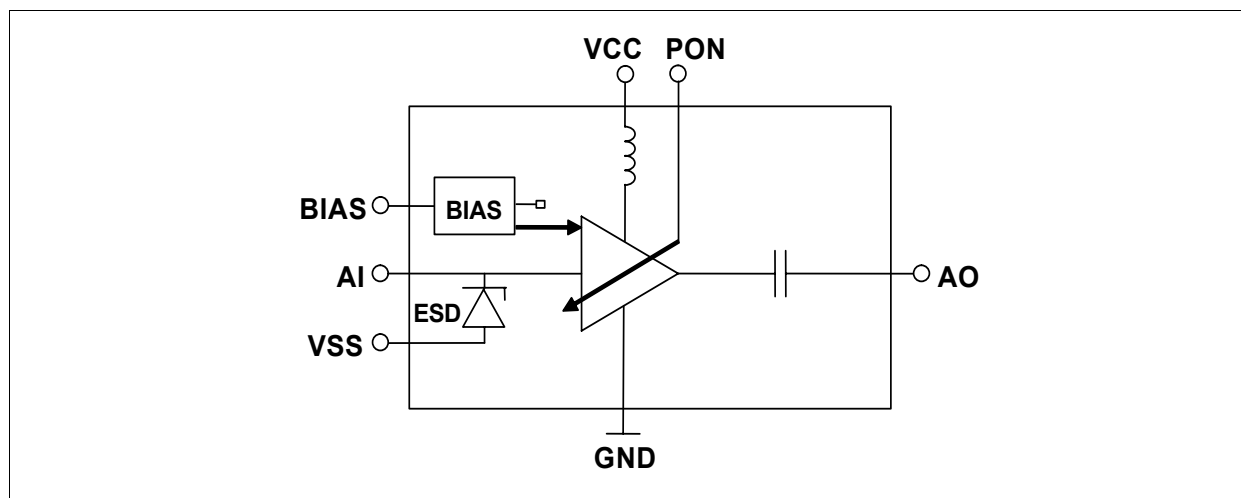 VCC PON
BIAS
BIAS
AI
ESD
AO
VSS
GND